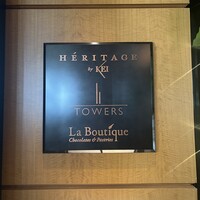 HÉRITAGE
by KEI
TOWERS
La Boutique
Chocolates & Pastries